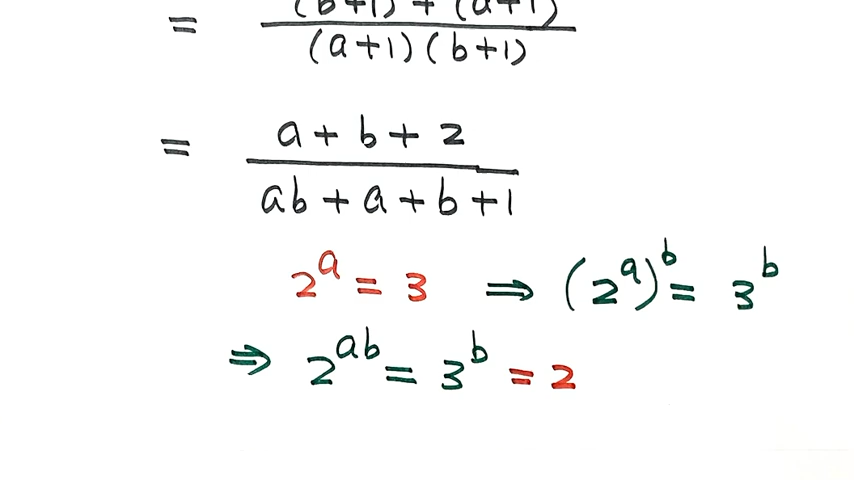 = (b+1) + (a+1)
(a+1)(b+1)
= a + b + 2
ab + a + b + 1
2^a = 3 ⇒ (2^a)^b = 3^b
⇒ 2^ab = 3^b = 2